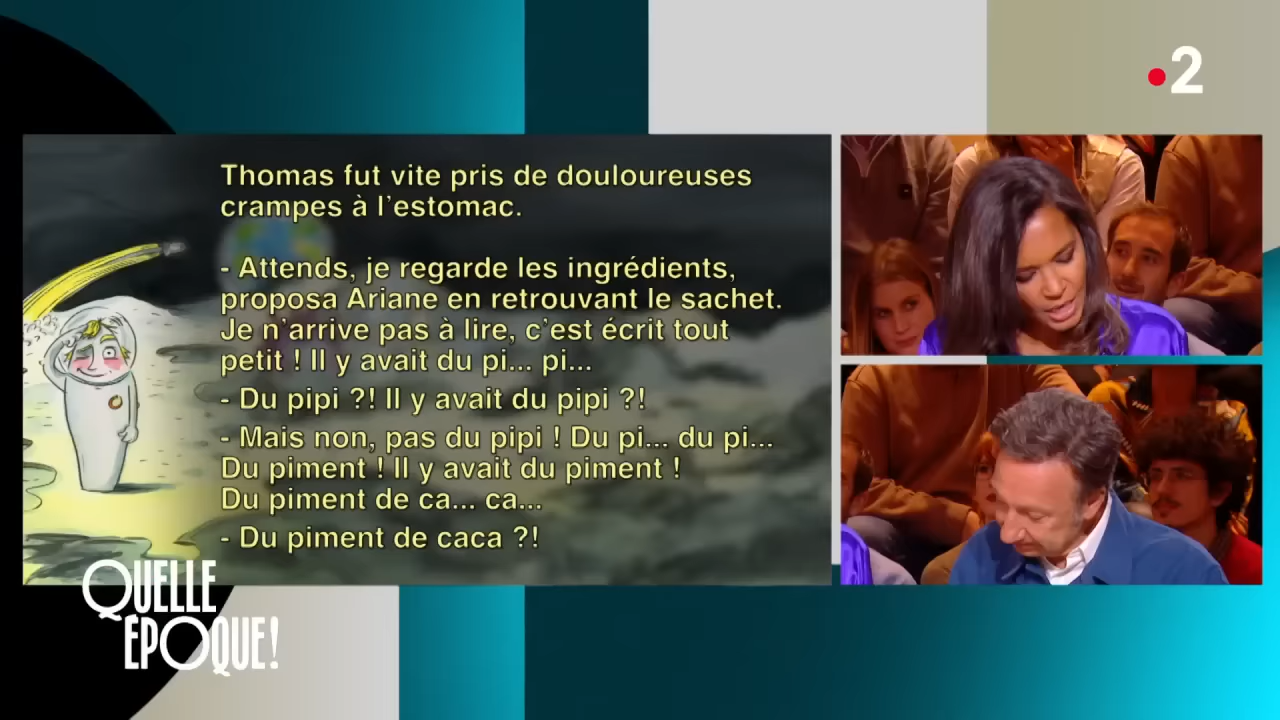 2
Thomas fut vite pris de douloureuses
crampes à l'estomac.
- Attends, je regarde les ingrédients,
proposa Ariane en retrouvant le sachet.
Je n'arrive pas à lire, c'est écrit tout
petit ! Il y avait du pi... pi...
- Du pipi ?! Il y avait du pipi ?!
- Mais non, pas du pipi ! Du pi... du pi...
Du piment ! Il y avait du piment !
Du piment de ca... ca...
- Du piment de caca ?!
QUELLE
ÉPOQUE!